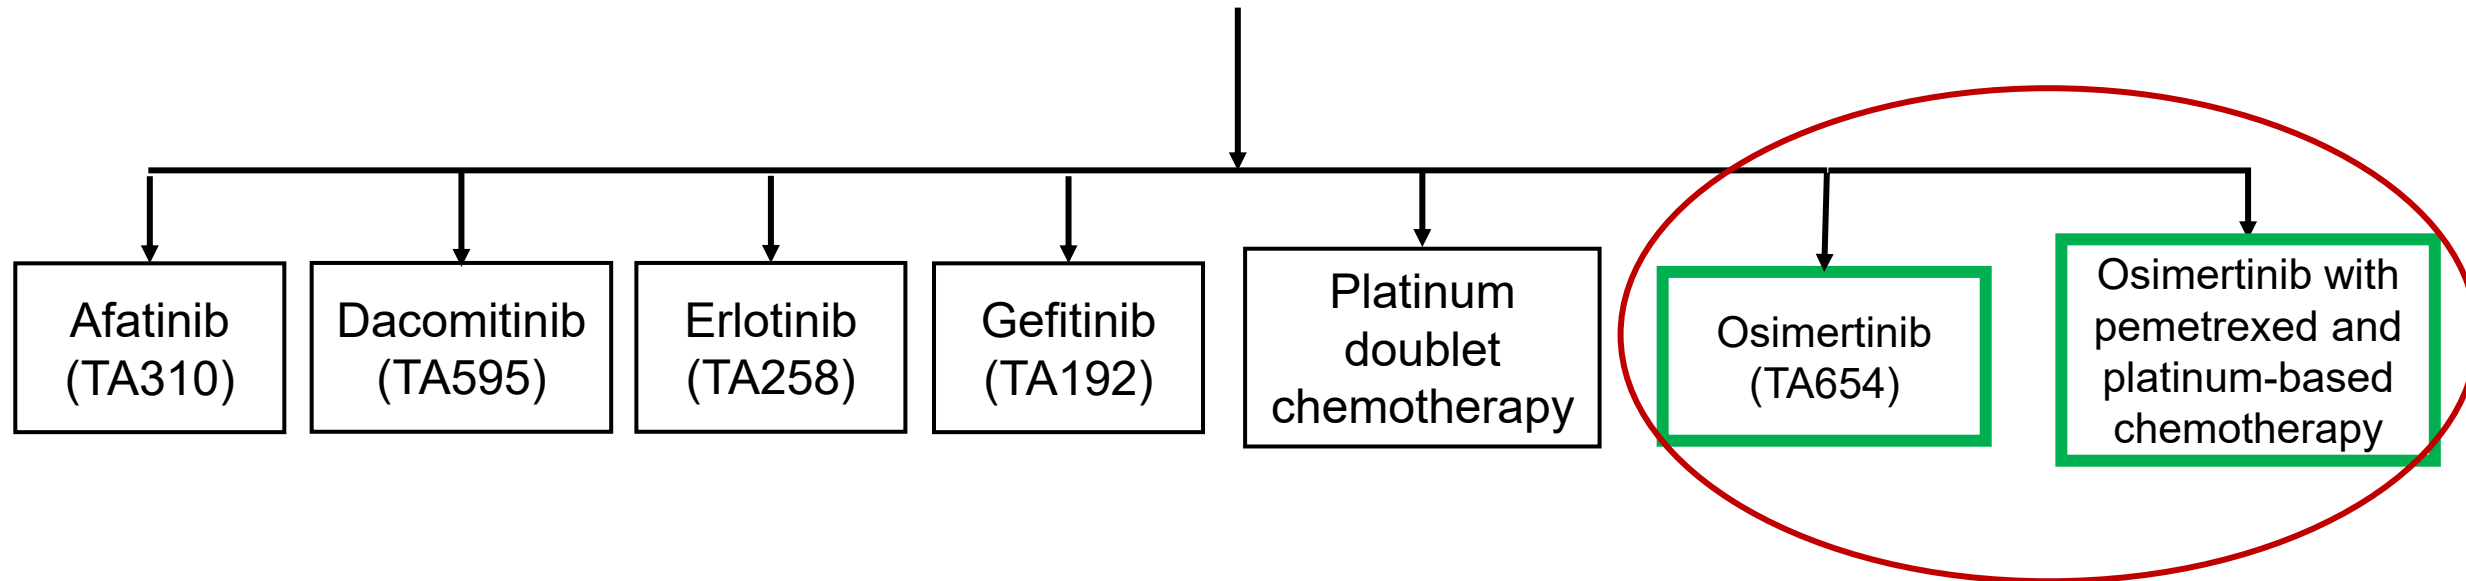 Afatinib
(TA310)
Dacomitinib
(TA595)
Erlotinib
(TA258)
Gefitinib
(TA192)
Platinum
doublet
chemotherapy
Osimertinib
(TA654)
Osimertinib with
pemetrexed and
platinum-based
chemotherapy